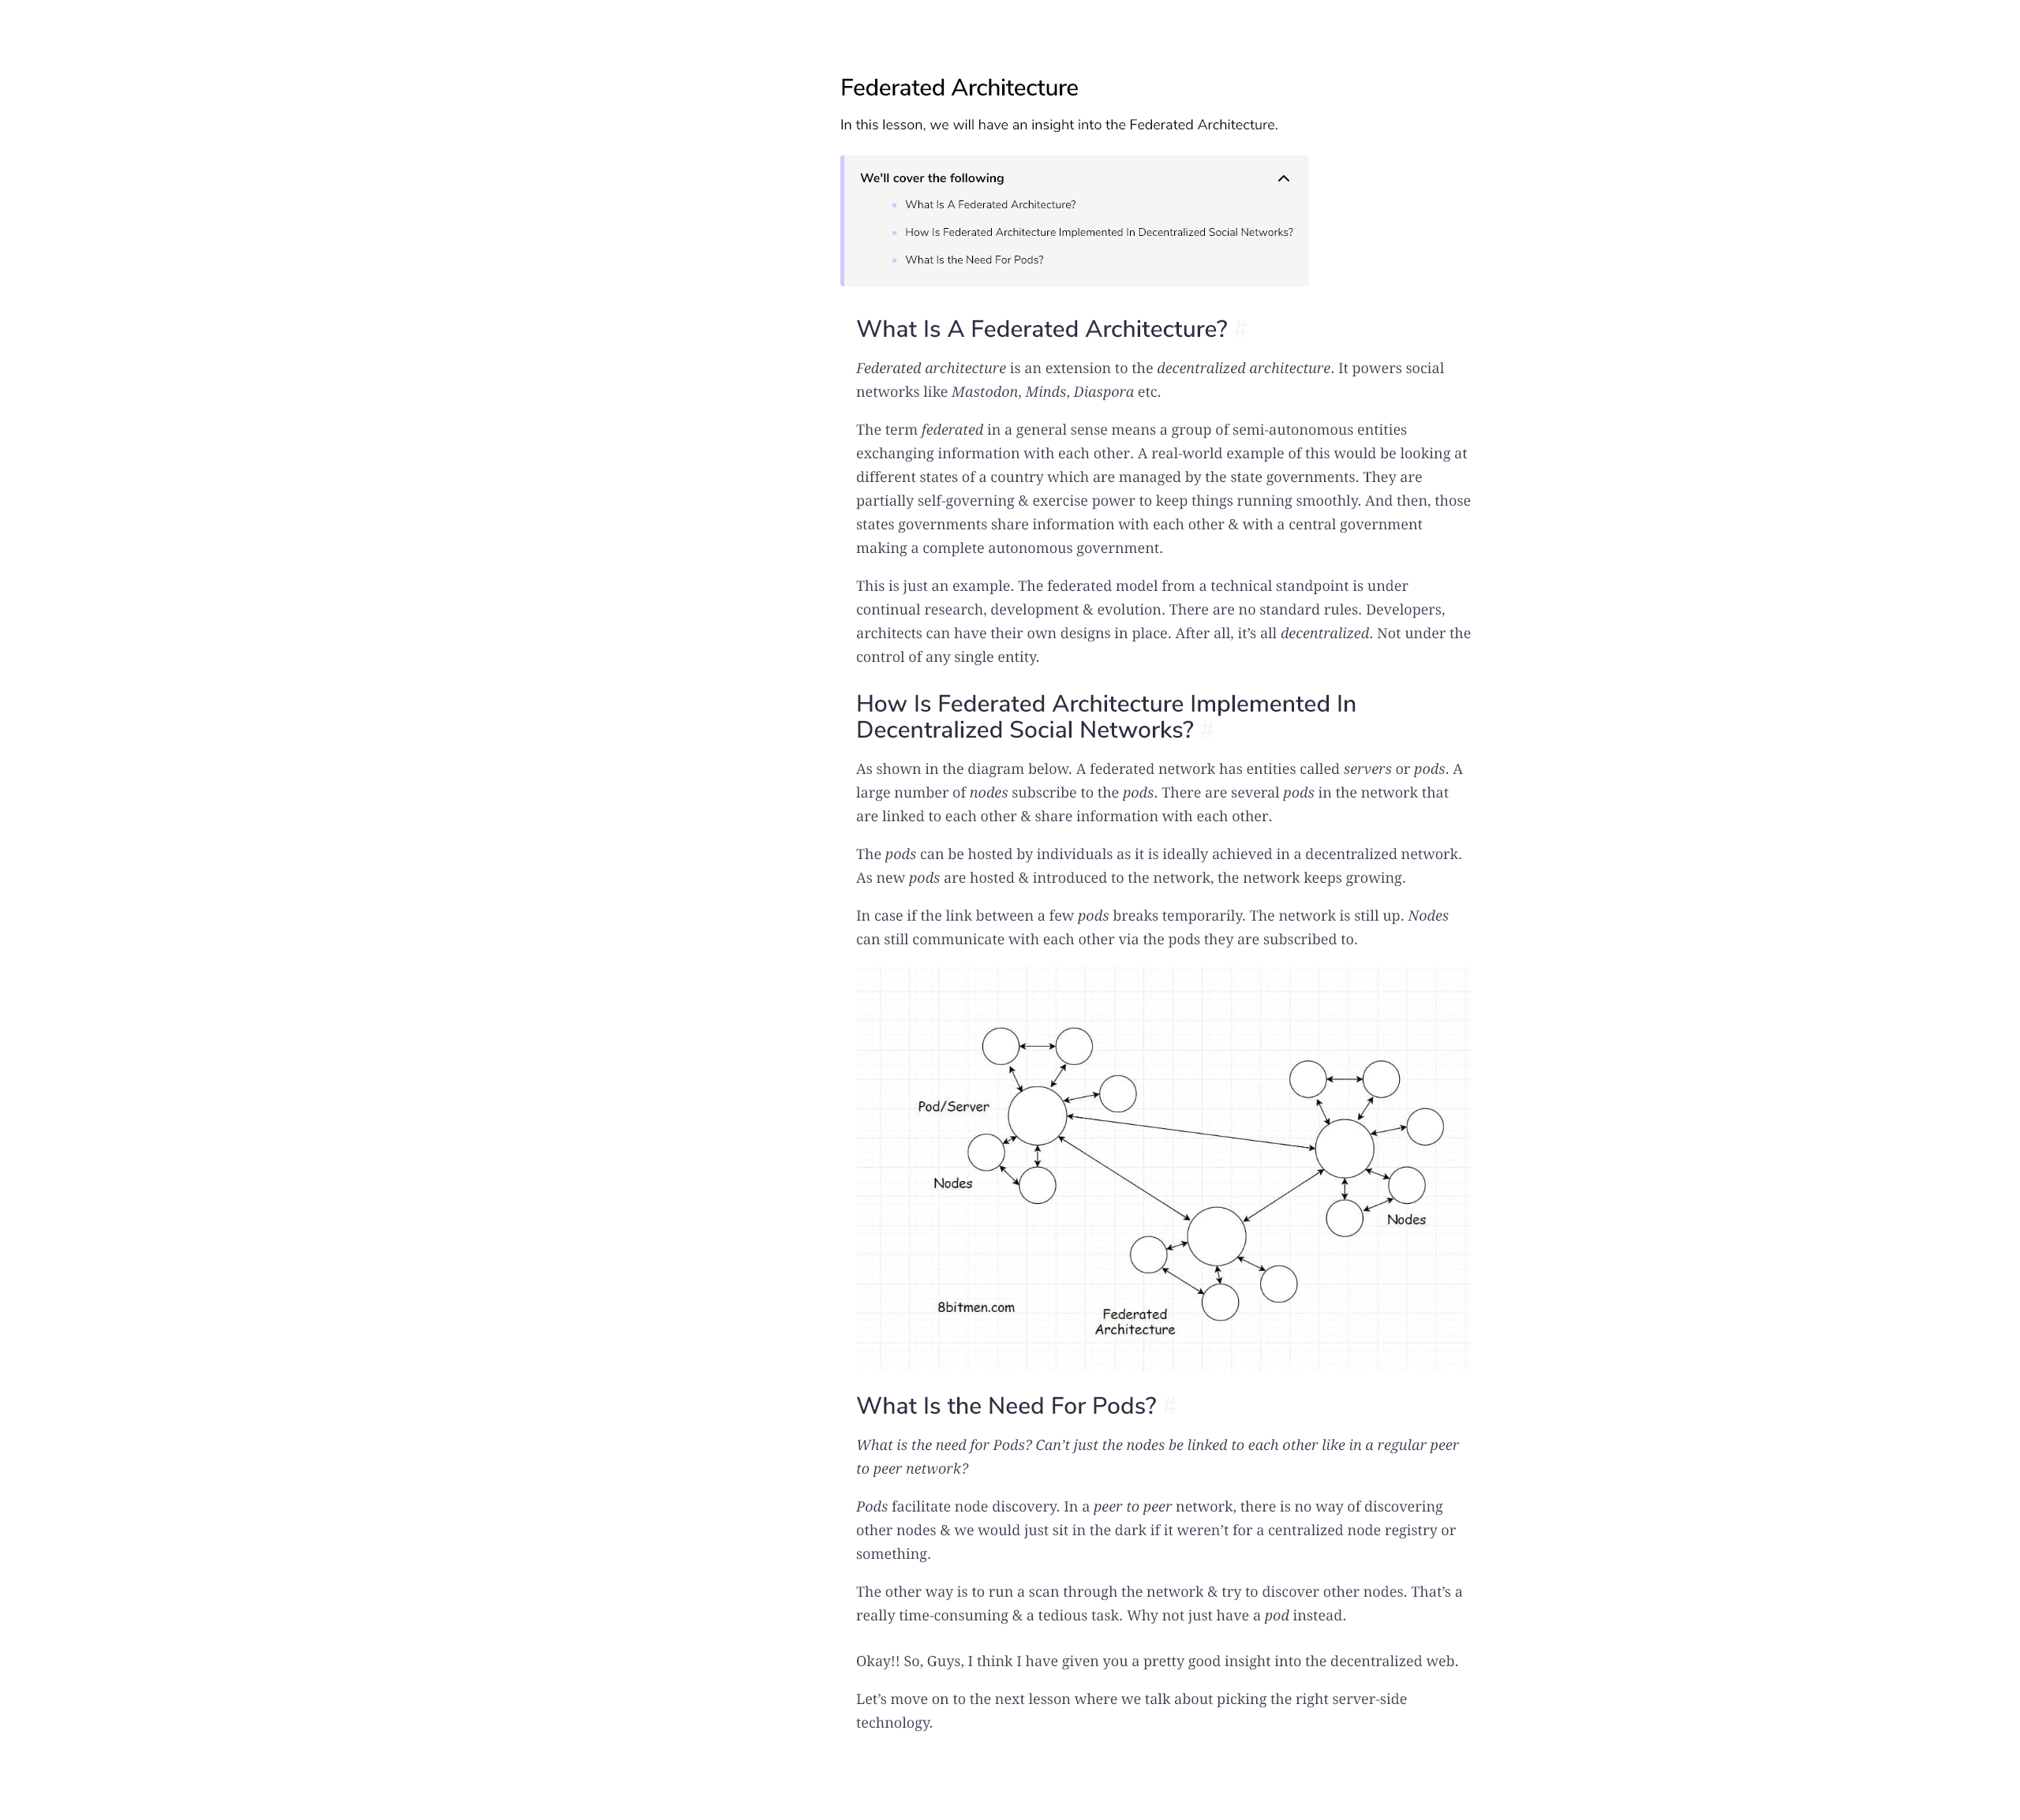 Federated Architecture
In this lesson, we will have an insight into the Federated Architecture.
We'll cover the following
What Is A Federated Architecture?
How Is Federated Architecture Implemented In Decentralized Social Networks?
What Is the Need For Pods?
What Is A Federated Architecture? #
Federated architecture is an extension to the decentralized architecture. It powers social
networks like Mastodon, Minds, Diaspora etc.
The term federated in a general sense means a group of semi-autonomous entities
exchanging information with each other. A real-world example of this would be looking at
different states of a country which are managed by the state governments. They are
partially self-governing & exercise power to keep things running smoothly. And then, those
states governments share information with each other & with a central government
making a complete autonomous government.
This is just an example. The federated model from a technical standpoint is under
continual research, development & evolution. There are no standard rules. Developers,
architects can have their own designs in place. After all, it’s all decentralized. Not under the
control of any single entity.
How Is Federated Architecture Implemented In
Decentralized Social Networks? #
As shown in the diagram below. A federated network has entities called servers or pods. A
large number of nodes subscribe to the pods. There are several pods in the network that
are linked to each other & share information with each other.
The pods can be hosted by individuals as it is ideally achieved in a decentralized network.
As new pods are hosted & introduced to the network, the network keeps growing.
In case if the link between a few pods breaks temporarily. The network is still up. Nodes
can still communicate with each other via the pods they are subscribed to.
Pod/Server
Nodes
Nodes
8bitmen.com
Federated
Architecture
What Is the Need For Pods? #
What is the need for Pods? Can’t just the nodes be linked to each other like in a regular peer
to peer network?
Pods facilitate node discovery. In a peer to peer network, there is no way of discovering
other nodes & we would just sit in the dark if it weren’t for a centralized node registry or
something.
The other way is to run a scan through the network & try to discover other nodes. That’s a
really time-consuming & a tedious task. Why not just have a pod instead.
Okay!! So, Guys, I think I have given you a pretty good insight into the decentralized web.
Let’s move on to the next lesson where we talk about picking the right server-side
technology.